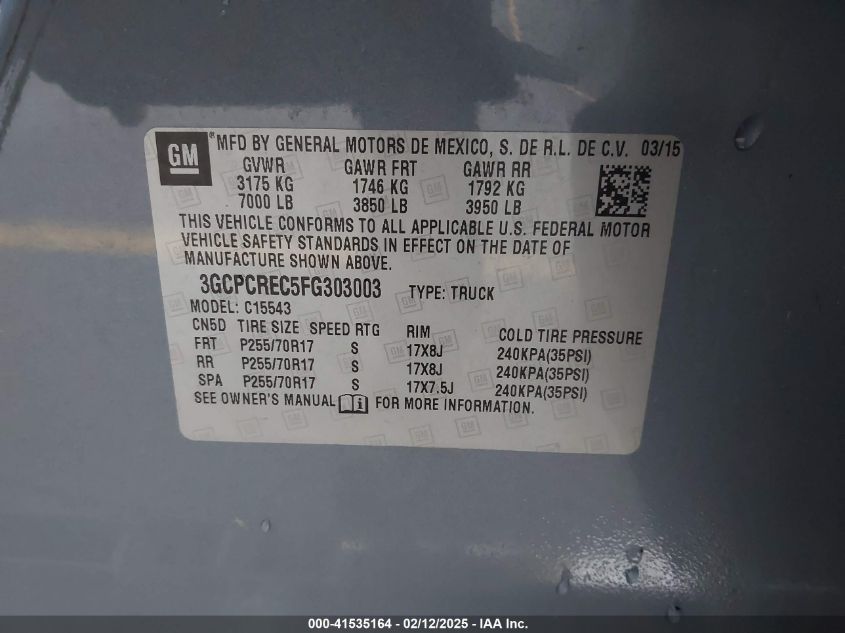 GM ® MFD BY GENERAL MOTORS DE MEXICO, S. DE R.L. DE C.V. 03/15
GVWR GAWR FRT GAWR RR
3175 KG 1746 KG 1792 KG
7000 LB 3850 LB 3950 LB
THIS VEHICLE CONFORMS TO ALL APPLICABLE U.S. FEDERAL MOTOR
VEHICLE SAFETY STANDARDS IN EFFECT ON THE DATE OF
MANUFACTURE SHOWN ABOVE.
3GCPCREC5FG303003 TYPE: TRUCK
MODEL: C15543
CN5D TIRE SIZE SPEED RTG RIM COLD TIRE PRESSURE
FRT P255/70R17 S 17X8J 240KPA(35PSI)
RR P255/70R17 S 17X8J 240KPA(35PSI)
SPA P255/70R17 S 17X7.5J 240KPA(35PSI)
SEE OWNER'S MANUAL FOR MORE INFORMATION.
000-41535164 - 02/12/2025 - IAA Inc.